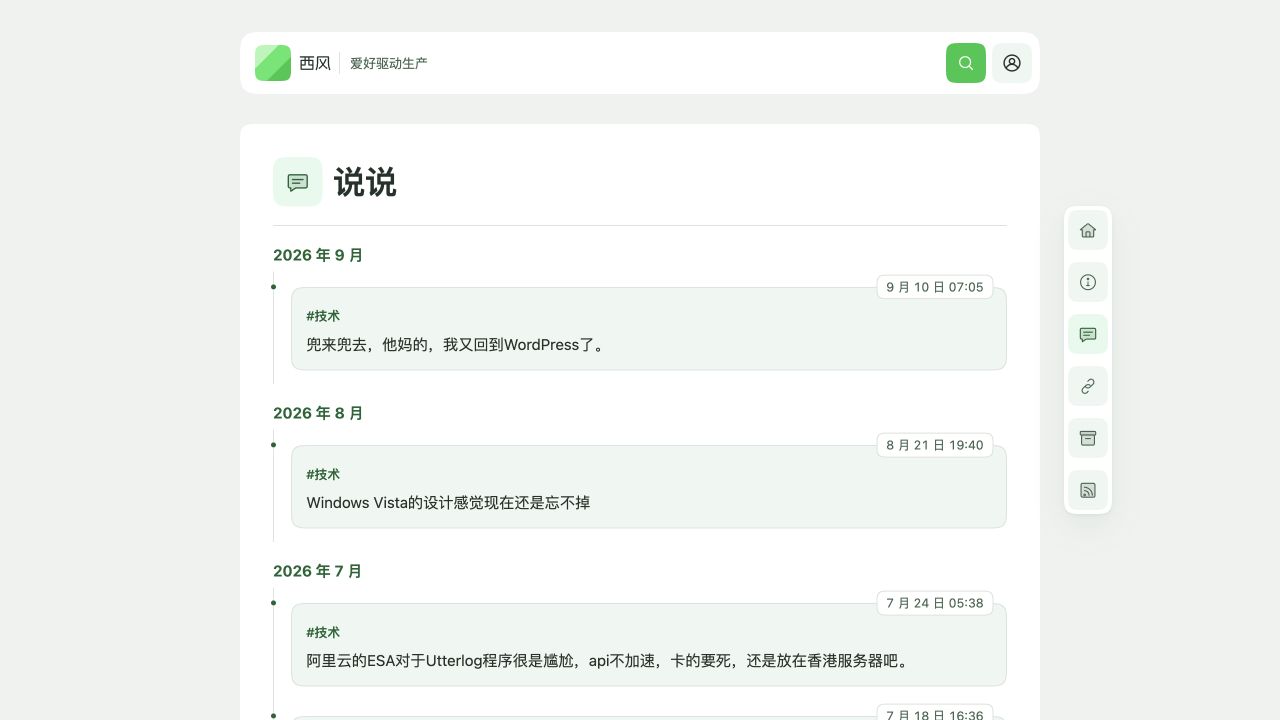 西风
爱好驱动生产
说说
2026 年 9 月
9 月 10 日 07:05
#技术
兜来兜去，他妈的，我又回到WordPress了。
2026 年 8 月
8 月 21 日 19:40
#技术
Windows Vista的设计感觉现在还是忘不掉
2026 年 7 月
7 月 24 日 05:38
#技术
阿里云的ESA对于Utterlog程序很是尴尬，api不加速，卡的要死，还是放在香港服务器吧。
7 月 18 日 16:36